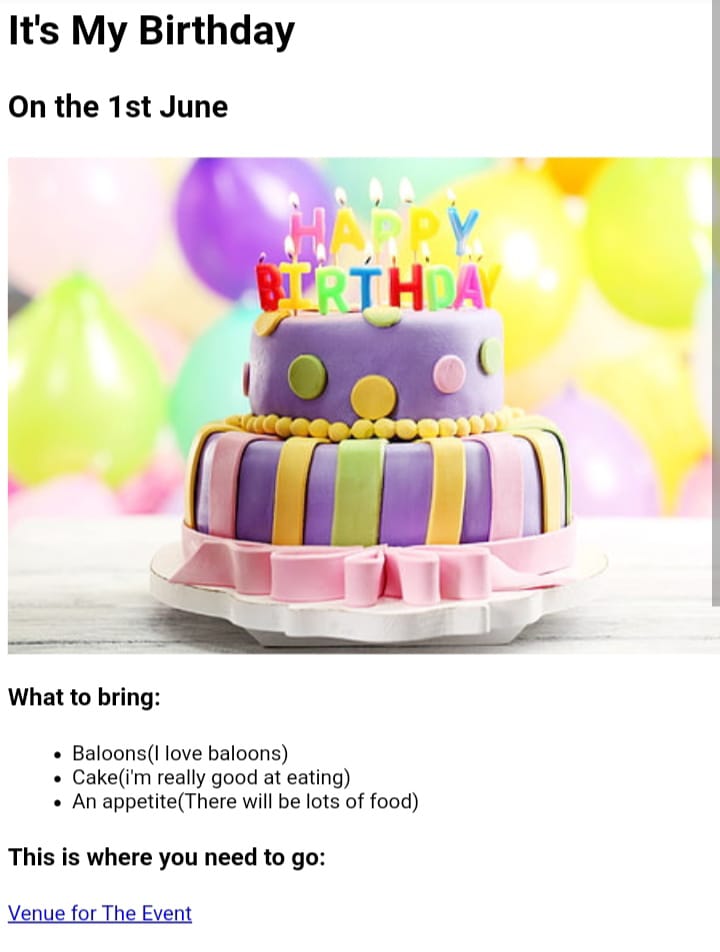 It's My Birthday
On the 1st June
HAPPY
BIRTHDAY
What to bring:
Baloons(I love baloons)
Cake(i'm really good at eating)
An appetite(There will be lots of food)
This is where you need to go:
Venue for The Event